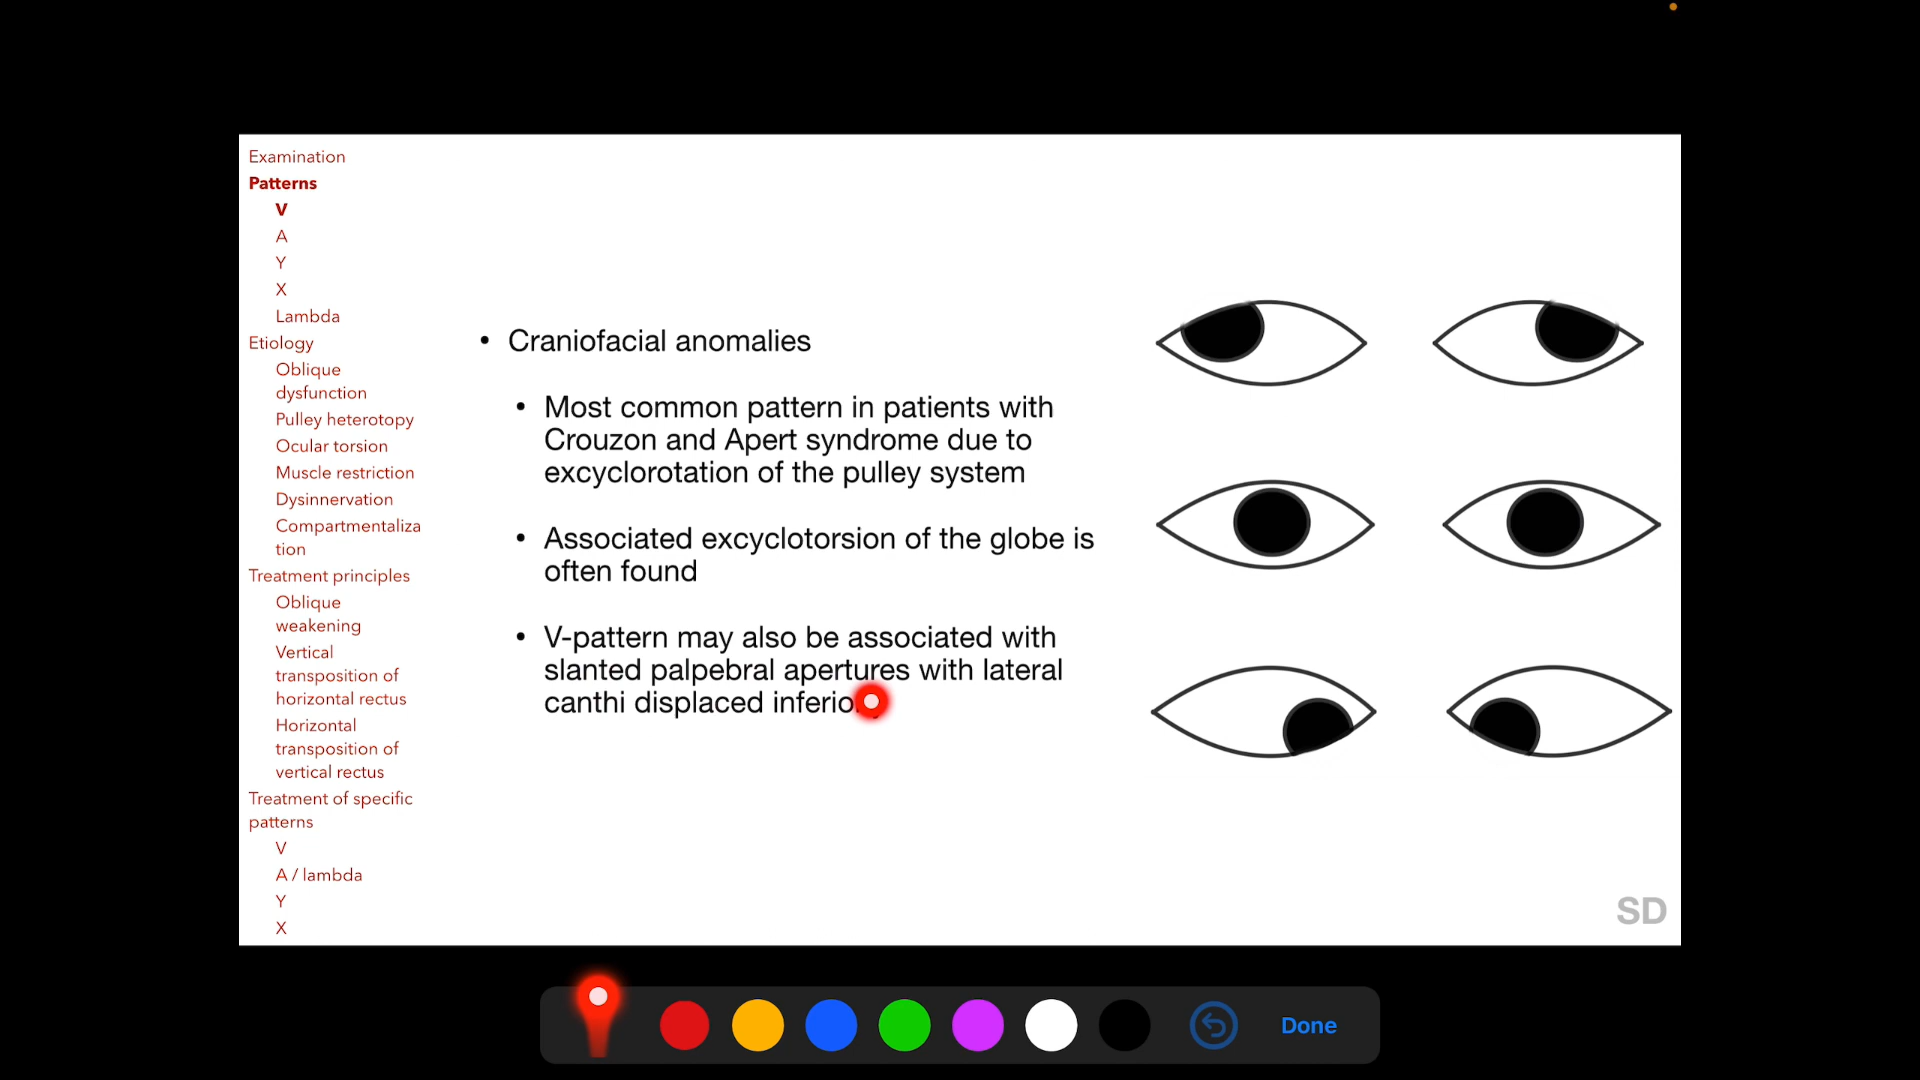 Examination
Patterns
V
A
Y
X
Lambda
Etiology
Oblique
dysfunction
Pulley heterotopy
Ocular torsion
Muscle restriction
Dysinnervation
Compartmentaliza
tion
Treatment principles
Oblique
weakening
Vertical
transposition of
horizontal rectus
Horizontal
transposition of
vertical rectus
Treatment of specific
patterns
V
A / lambda
Y
X
• Craniofacial anomalies
• Most common pattern in patients with
Crouzon and Apert syndrome due to
excyclorotation of the pulley system
• Associated excyclotorsion of the globe is
often found
• V-pattern may also be associated with
slanted palpebral apertures with lateral
canthi displaced
SD
Done